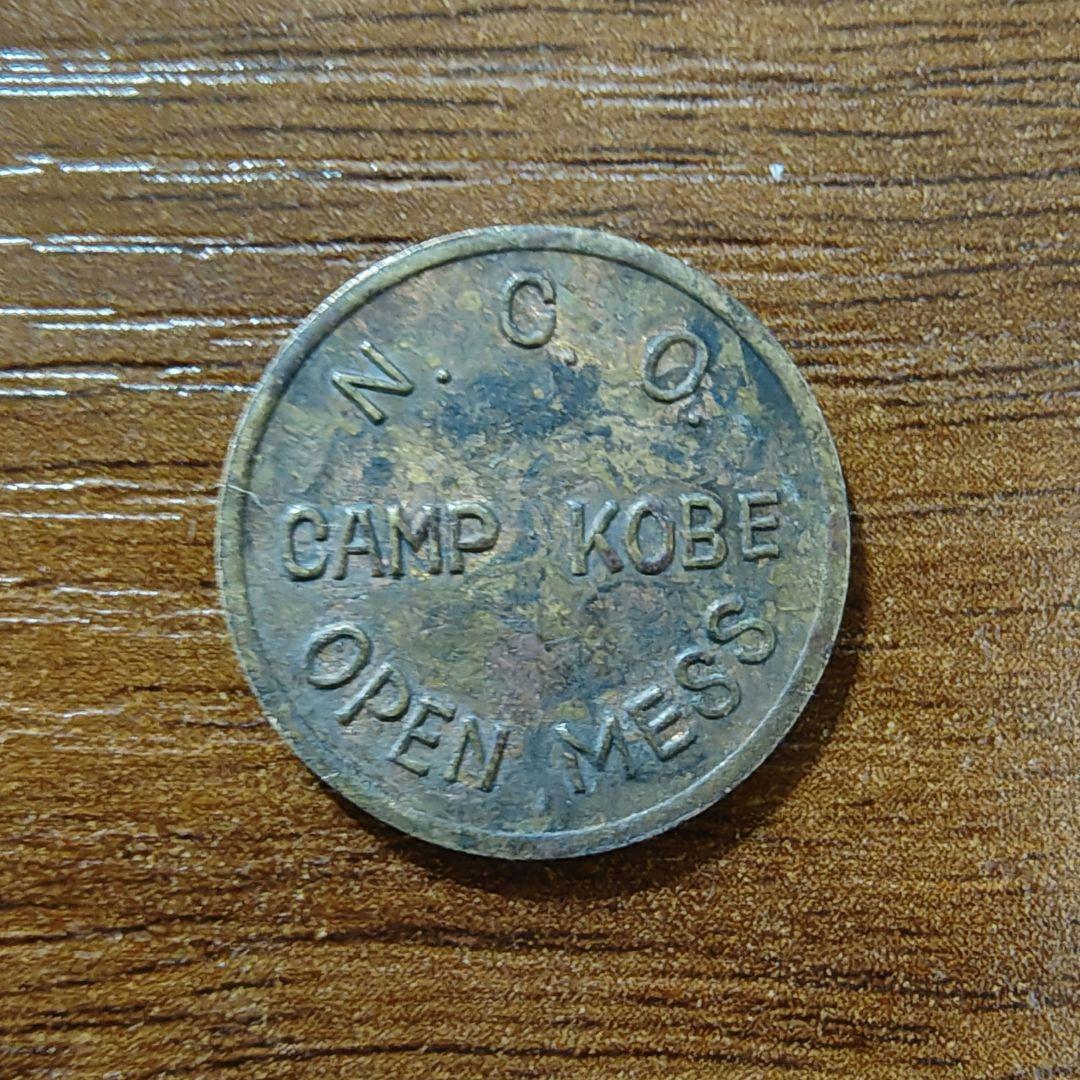 N. C. O.
CAMP KOBE
OPEN MESS